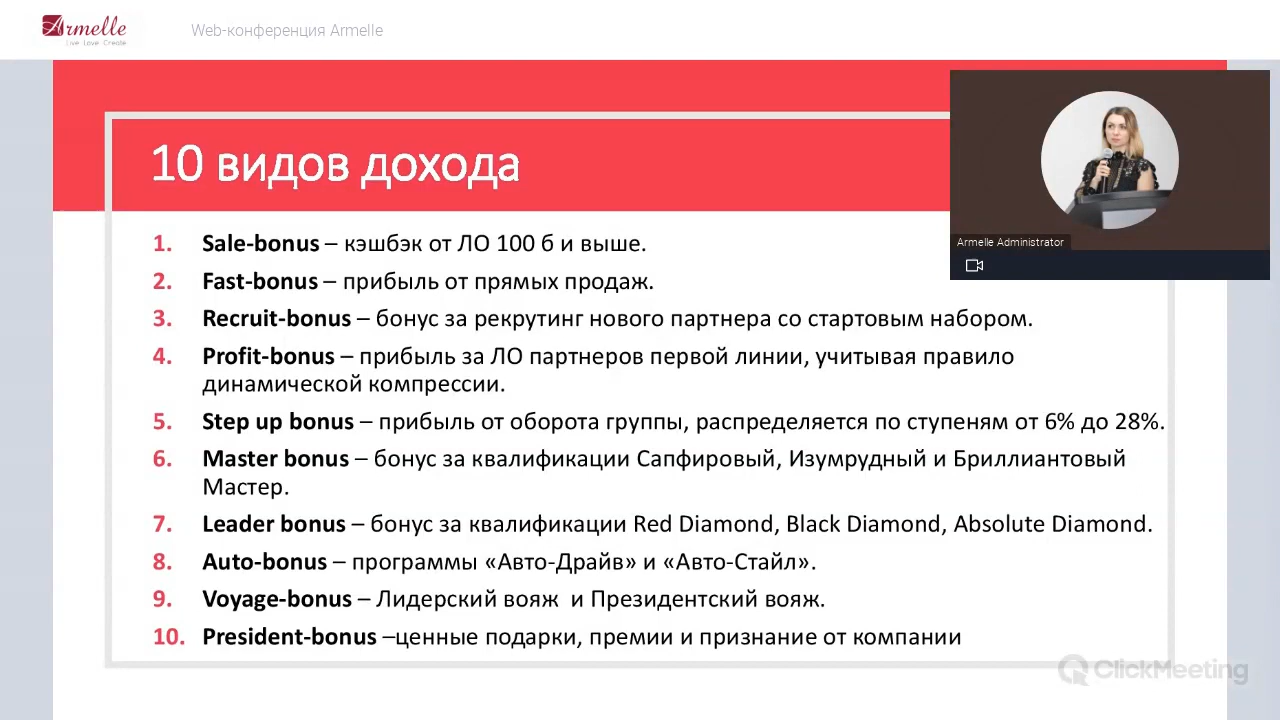 Armelle
Live Love Create
Web-конференция Armelle
10 видов дохода
Armelle Administrator
1. Sale-bonus – кэшбэк от ЛО 100 б и выше.
2. Fast-bonus – прибыль от прямых продаж.
3. Recruit-bonus – бонус за рекрутинг нового партнера со стартовым набором.
4. Profit-bonus – прибыль за ЛО партнеров первой линии, учитывая правило
динамической компрессии.
5. Step up bonus – прибыль от оборота группы, распределяется по ступеням от 6% до 28%.
6. Master bonus – бонус за квалификации Сапфировый, Изумрудный и Бриллиантовый
Мастер.
7. Leader bonus – бонус за квалификации Red Diamond, Black Diamond, Absolute Diamond.
8. Auto-bonus – программы «Авто-Драйв» и «Авто-Стайл».
9. Voyage-bonus – Лидерский вояж и Президентский вояж.
10. President-bonus –ценные подарки, премии и признание от компании
ClickMeeting